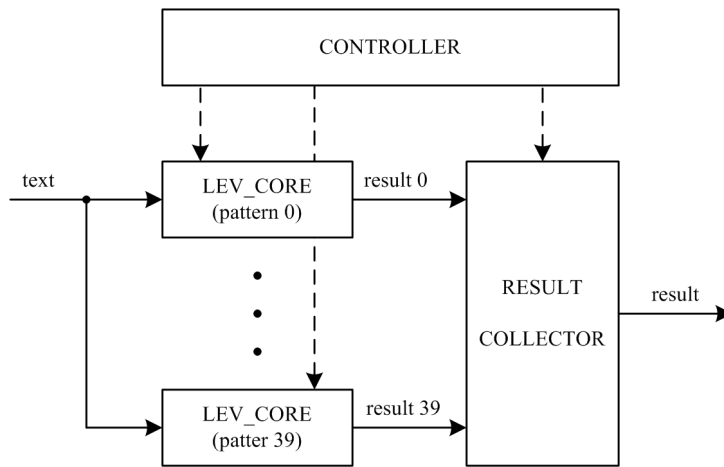 CONTROLLER
text
LEV_CORE
(pattern 0)
result 0
RESULT
COLLECTOR
result
LEV_CORE
(patter 39)
result 39